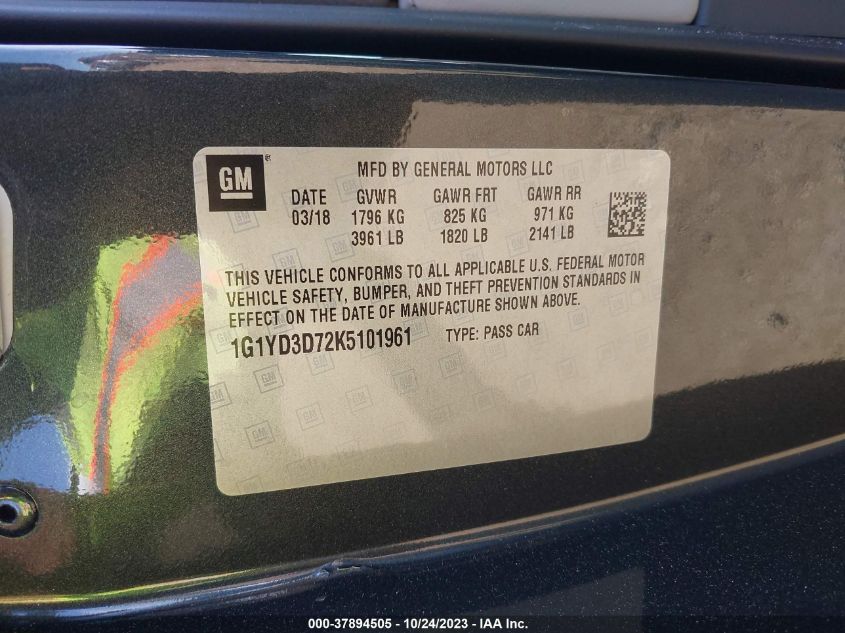 GM
MFD BY GENERAL MOTORS LLC
DATE GVWR GAWR FRT GAWR RR
03/18 1796 KG 825 KG 971 KG
3961 LB 1820 LB 2141 LB
THIS VEHICLE CONFORMS TO ALL APPLICABLE U.S. FEDERAL MOTOR
VEHICLE SAFETY, BUMPER, AND THEFT PREVENTION STANDARDS IN
EFFECT ON THE DATE OF MANUFACTURE SHOWN ABOVE.
1G1YD3D72K5101961 TYPE: PASS CAR
000-37894505 - 10/24/2023 - IAA Inc.